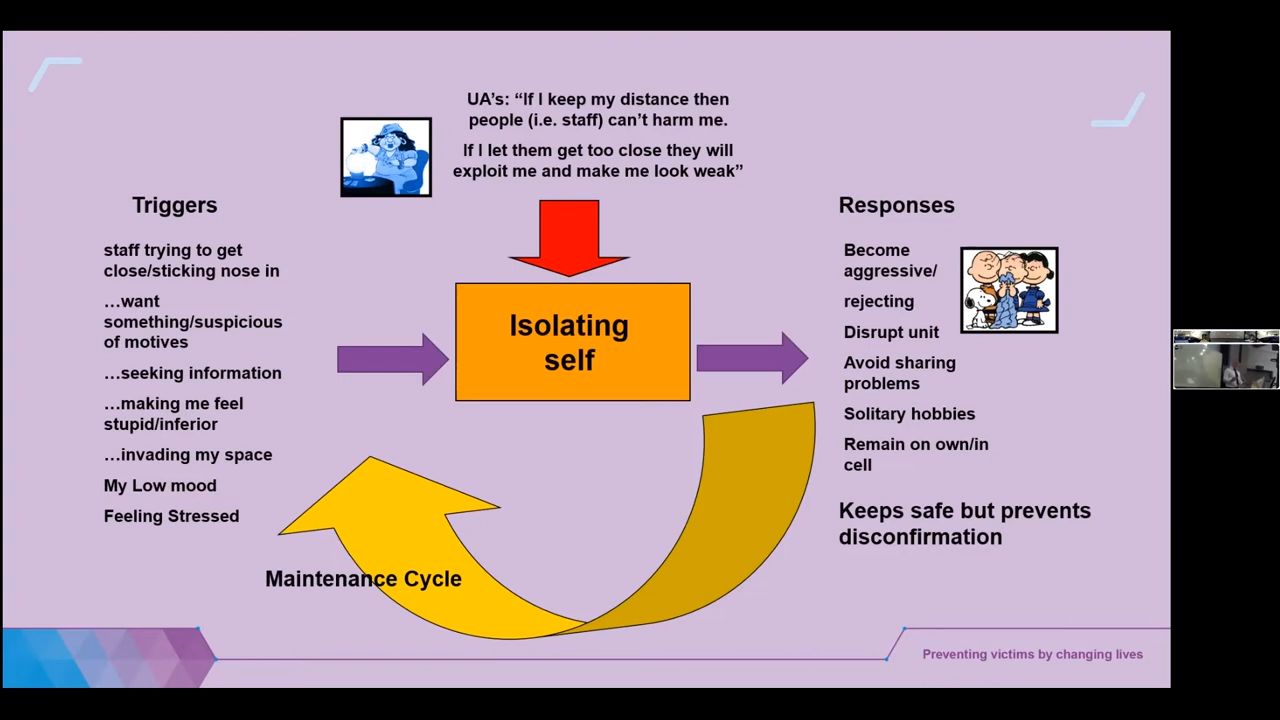 UA's: “If I keep my distance then
people (i.e. staff) can't harm me.
If I let them get too close they will
exploit me and make me look weak”
Triggers
staff trying to get
close/sticking nose in
…want
something/suspicious
of motives
…seeking information
…making me feel
stupid/inferior
…invading my space
My Low mood
Feeling Stressed
Isolating
self
Responses
Become
aggressive/
rejecting
Disrupt unit
Avoid sharing
problems
Solitary hobbies
Remain on own/in
cell
Keeps safe but prevents
disconfirmation
Maintenance Cycle
Preventing victims by changing lives